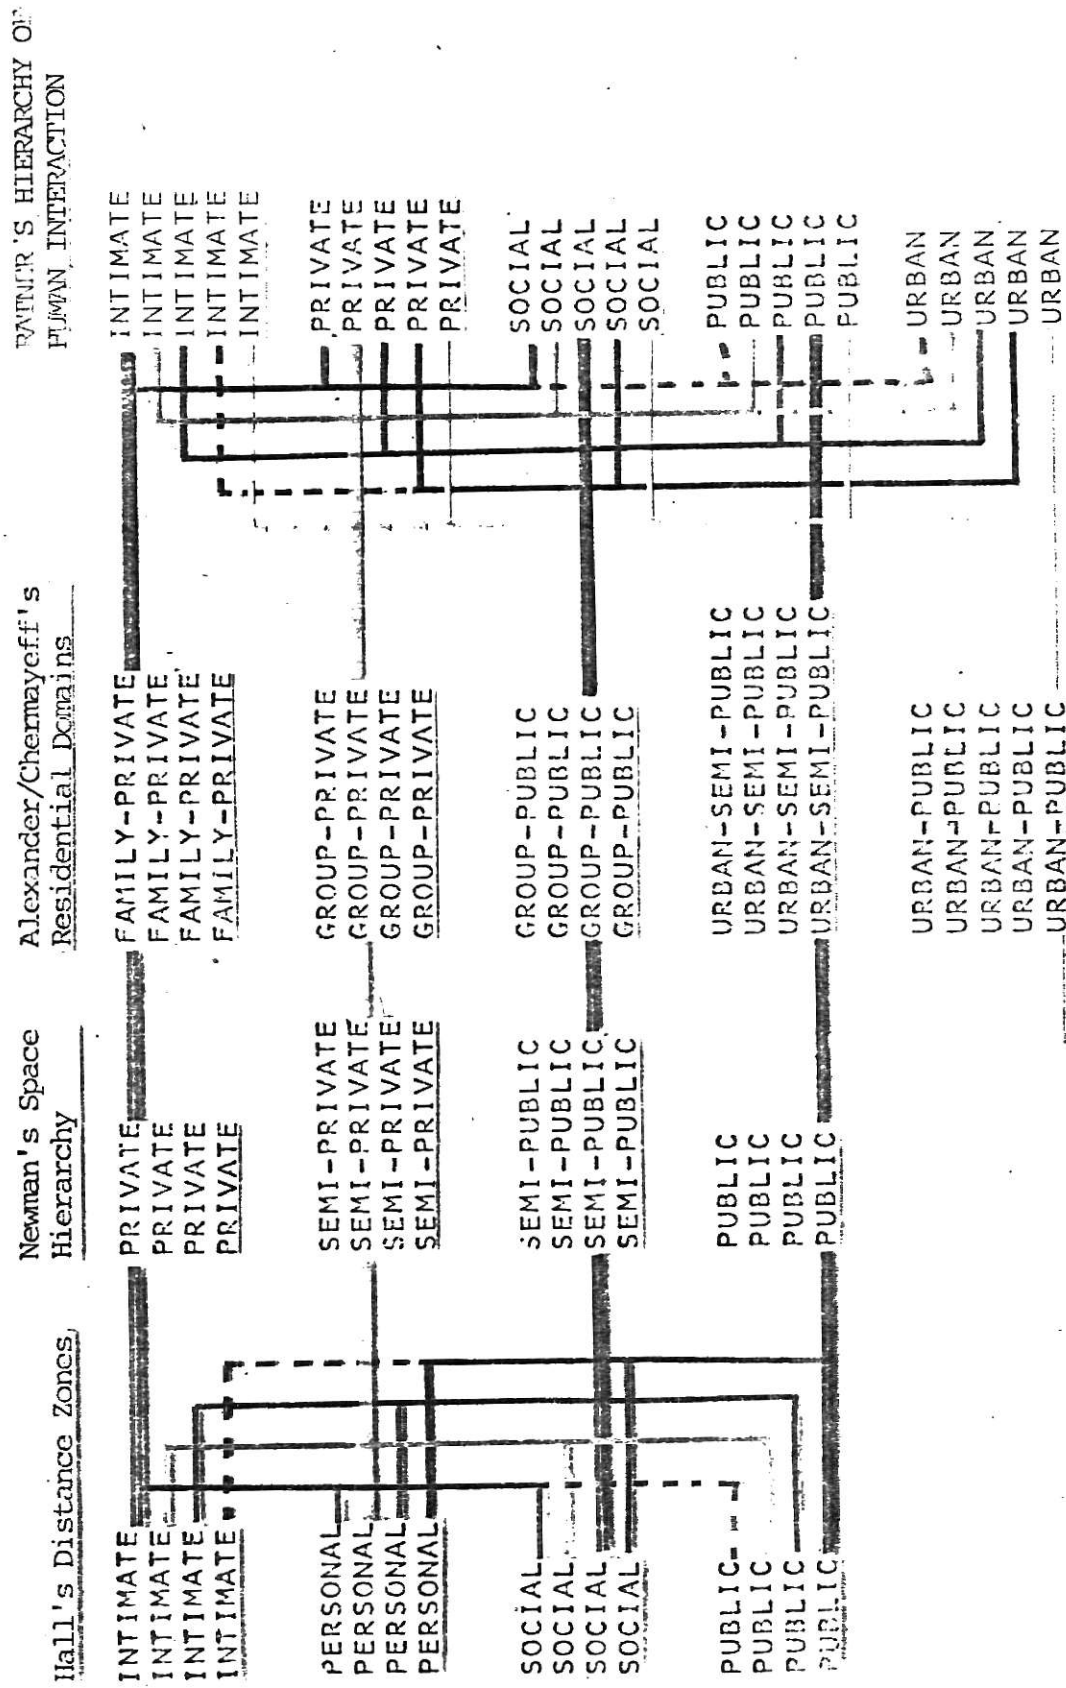 Hall's Distance Zones
INTIMATE
INTIMATE
INTIMATE
INTIMATE
PERSONAL
PERSONAL
PERSONAL
PERSONAL
SOCIAL
SOCIAL
SOCIAL
SOCIAL
PUBLIC
PUBLIC
PUBLIC
PUBLIC
Newman's Space
Hierarchy
PRIVATE
PRIVATE
PRIVATE
PRIVATE
SEMI-PRIVATE
SEMI-PRIVATE
SEMI-PRIVATE
SEMI-PRIVATE
SEMI-PUBLIC
SEMI-PUBLIC
SEMI-PUBLIC
SEMI-PUBLIC
PUBLIC
PUBLIC
PUBLIC
PUBLIC
Alexander/Chermayeff's
Residential Domains
FAMILY-PRIVATE
FAMILY-PRIVATE
FAMILY-PRIVATE
FAMILY-PRIVATE
GROUP-PRIVATE
GROUP-PRIVATE
GROUP-PRIVATE
GROUP-PRIVATE
GROUP-PUBLIC
GROUP-PUBLIC
GROUP-PUBLIC
GROUP-PUBLIC
URBAN-SEMI-PUBLIC
URBAN-SEMI-PUBLIC
URBAN-SEMI-PUBLIC
URBAN-SEMI-PUBLIC
URBAN-PUBLIC
URBAN-PUBLIC
URBAN-PUBLIC
URBAN-PUBLIC
URBAN-PUBLIC
RATNER'S HIERARCHY OF
HUMAN INTERACTION
INTIMATE
INTIMATE
INTIMATE
INTIMATE
INTIMATE
PRIVATE
PRIVATE
PRIVATE
PRIVATE
PRIVATE
SOCIAL
SOCIAL
SOCIAL
SOCIAL
SOCIAL
PUBLIC
PUBLIC
PUBLIC
PUBLIC
PUBLIC
URBAN
URBAN
URBAN
URBAN
URBAN